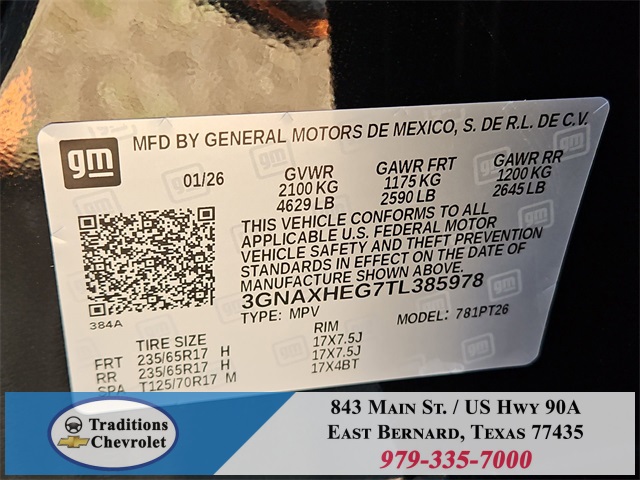 gm
MFD BY GENERAL MOTORS DE MEXICO, S. DE R.L. DE C.V.
01/26 GVWR GAWR FRT GAWR RR
2100 KG 1175 KG 1200 KG
4629 LB 2590 LB 2645 LB
THIS VEHICLE CONFORMS TO ALL
APPLICABLE U.S. FEDERAL MOTOR
VEHICLE SAFETY AND THEFT PREVENTION
STANDARDS IN EFFECT ON THE DATE OF
MANUFACTURE SHOWN ABOVE.
3GNAXHEG7TL385978
384A TYPE: MPV MODEL: 781PT26
TIRE SIZE RIM
FRT 235/65R17 H 17X7.5J
RR 235/65R17 H 17X7.5J
SPA T125/70R17 M 17X4BT
Traditions
Chevrolet
843 Main St. / US Hwy 90A
East Bernard, Texas 77435
979-335-7000